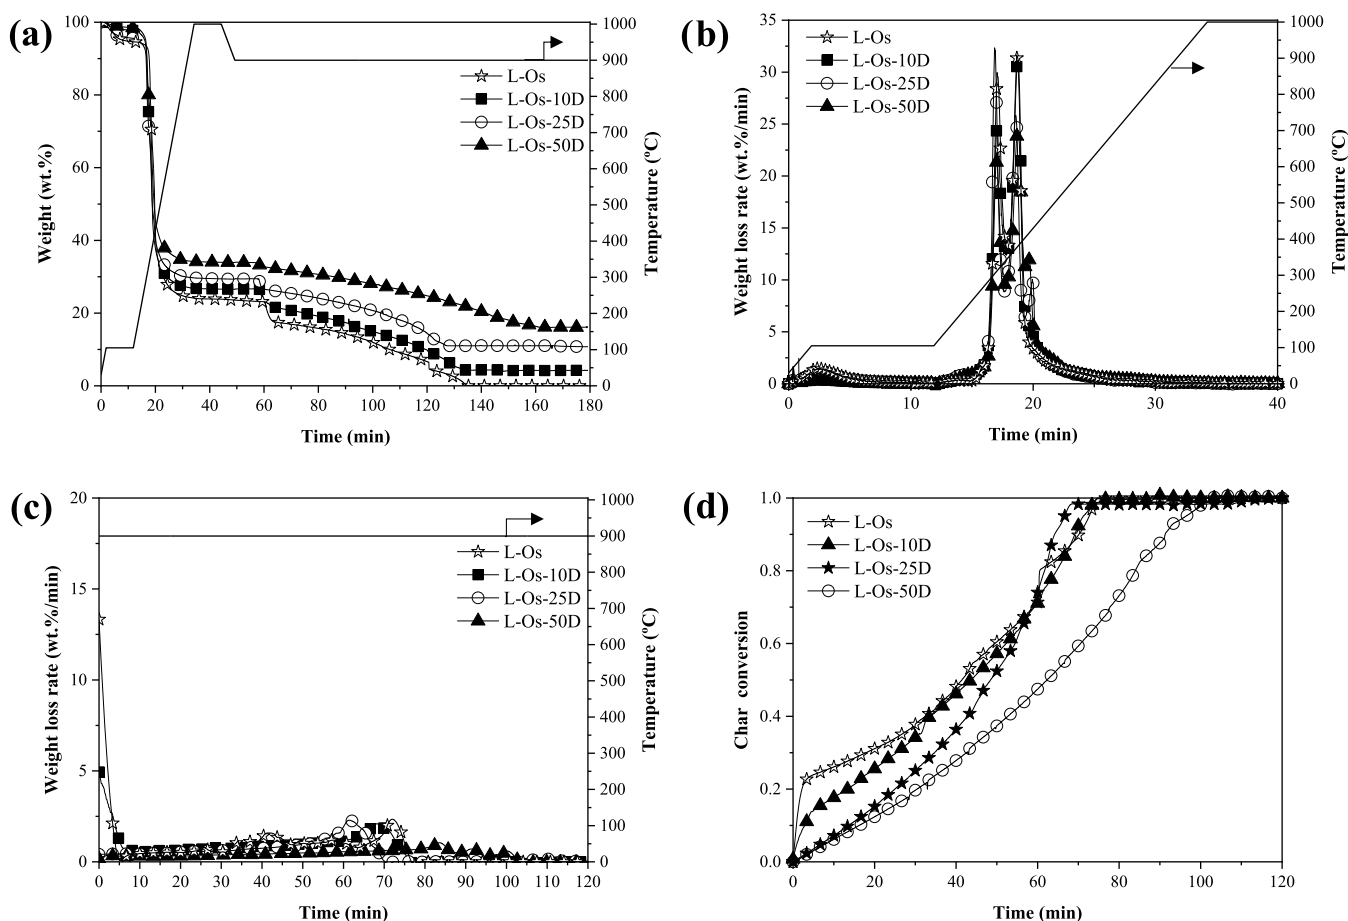 (a)
100
80
60
40
20
0
Weight (wt.%)
0 20 40 60 80 100 120 140 160 180
Time (min)
1000
900
800
700
600
500
400
300
200
100
0
Temperature (ºC)
L-Os
L-Os-10D
L-Os-25D
L-Os-50D
(b)
35
30
25
20
15
10
5
0
Weight loss rate (wt.%/min)
0 10 20 30 40
Time (min)
1000
900
800
700
600
500
400
300
200
100
0
Temperature (ºC)
L-Os
L-Os-10D
L-Os-25D
L-Os-50D
(c)
20
15
10
5
0
Weight loss rate (wt.%/min)
0 10 20 30 40 50 60 70 80 90 100 110 120
Time (min)
1000
900
800
700
600
500
400
300
200
100
0
Temperature (ºC)
L-Os
L-Os-10D
L-Os-25D
L-Os-50D
(d)
1.0
0.8
0.6
0.4
0.2
0.0
Char conversion
0 20 40 60 80 100 120
Time (min)
L-Os
L-Os-10D
L-Os-25D
L-Os-50D